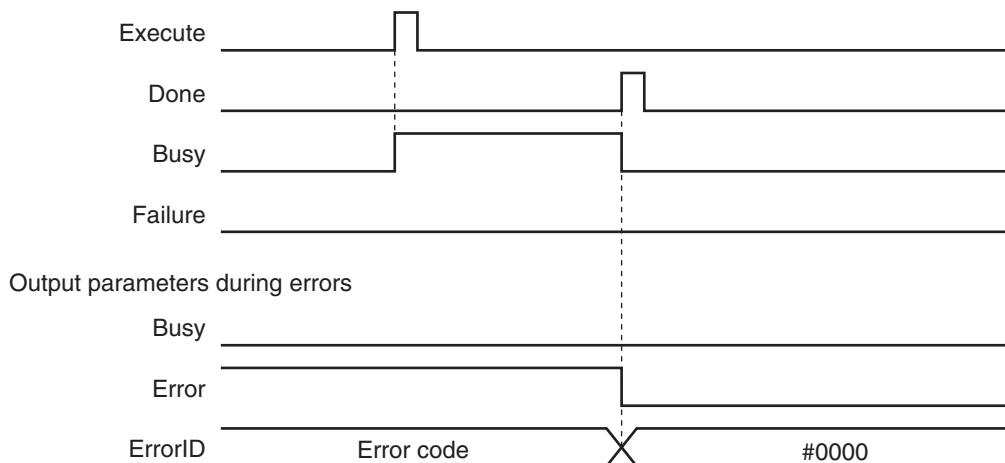 Execute
Done
Busy
Failure
Output parameters during errors
Busy
Error
ErrorID Error code #0000